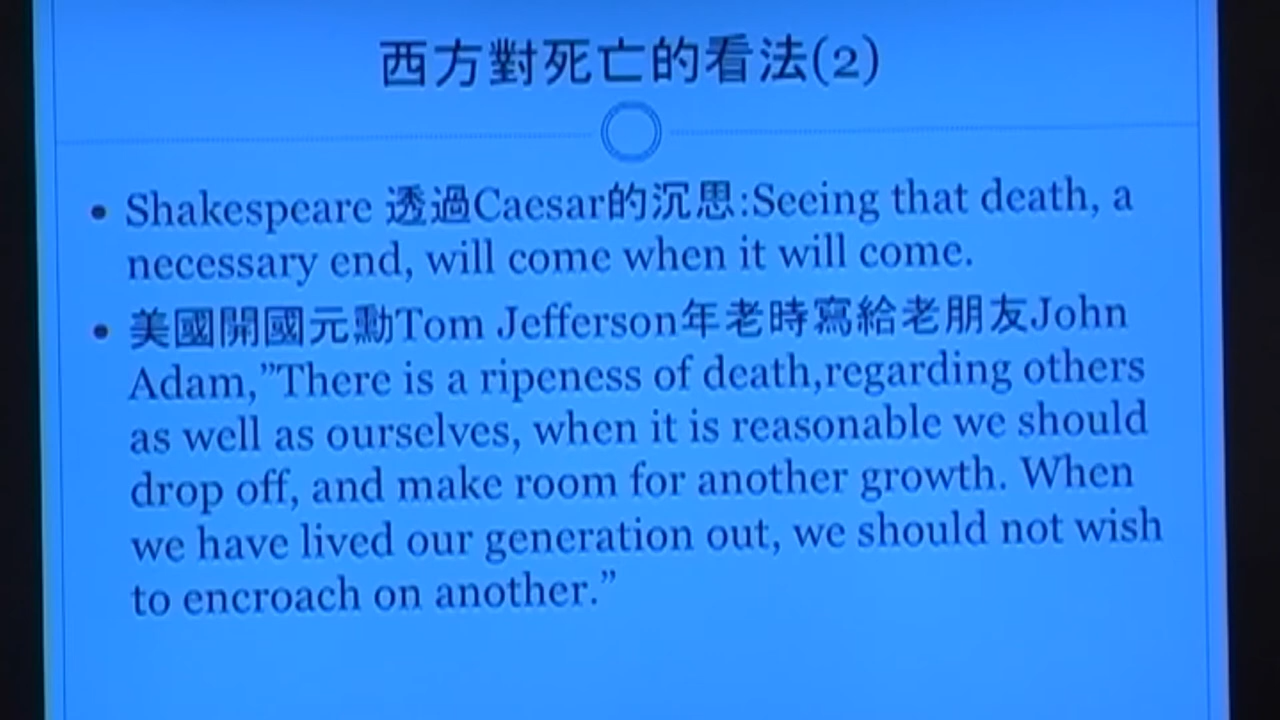 西方對死亡的看法(2)
• Shakespeare 透過Caesar的沉思:Seeing that death, a
necessary end, will come when it will come.
• 美國開國元勳Tom Jefferson年老時寫給老朋友John
Adam,”There is a ripeness of death,regarding others
as well as ourselves, when it is reasonable we should
drop off, and make room for another growth. When
we have lived our generation out, we should not wish
to encroach on another.”